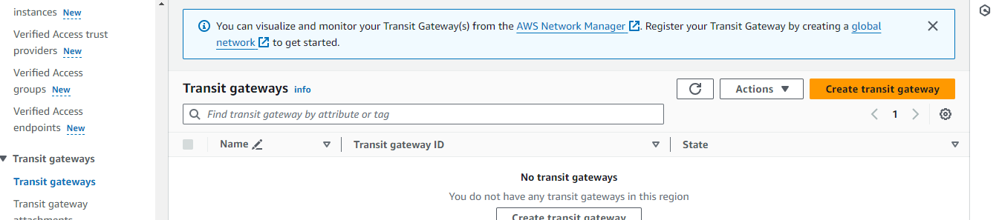 instances New
Verified Access trust
providers New
Verified Access
groups New
Verified Access
endpoints New
Transit gateways
Transit gateways
Transit gateway
attachments
You can visualize and monitor your Transit Gateway(s) from the AWS Network Manager. Register your Transit Gateway by creating a global
network to get started.
Transit gateways info
Actions
Create transit gateway
Find transit gateway by attribute or tag
1
Name
Transit gateway ID
State
No transit gateways
You do not have any transit gateways in this region
Create transit gateway